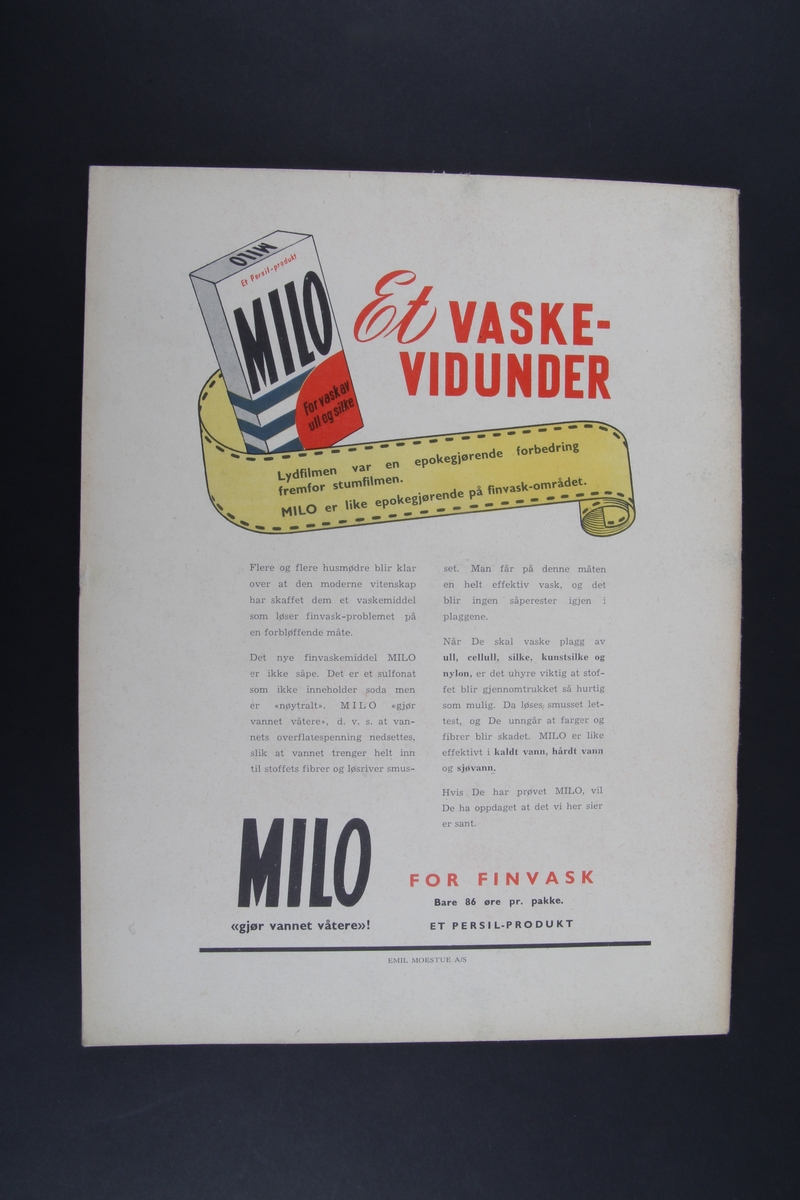 MILO
Et Persil-produkt
MILO
For vask av
ull og silke
Et VASKE-
VIDUNDER
Lydfilmen var en epokegjørende forbedring
fremfor stumfilmen.
MILO er like epokegjørende på finvask-området.
Flere og flere husmødre blir klar
over at den moderne vitenskap
har skaffet dem et vaskemiddel
som løser finvask-problemet på
en forbløffende måte.
Det nye finvaskemiddel MILO
er ikke såpe. Det er et sulfonat
som ikke inneholder soda men
er «nøytralt». MILO «gjør
vannet våtere», d. v. s. at van-
nets overflatespenning nedsettes,
slik at vannet trenger helt inn
til stoffets fibrer og løsriver smus-
set. Man får på denne måten
en helt effektiv vask, og det
blir ingen såperester igjen i
plaggene.
Når De skal vaske plagg av
ull, cellull, silke, kunstsilke og
nylon, er det uhyre viktig at stof-
fet blir gjennomtrukket så hurtig
som mulig. Da løses smusset let-
test, og De unngår at farger og
fibrer blir skadet. MILO er like
effektivt i kaldt vann, hårdt vann
og sjøvann.
Hvis De har prøvet MILO, vil
De ha oppdaget at det vi her sier
er sant.
MILO
«gjør vannet våtere»!
FOR FINVASK
Bare 86 øre pr. pakke.
ET PERSIL-PRODUKT
EMIL MOESTUE A/S